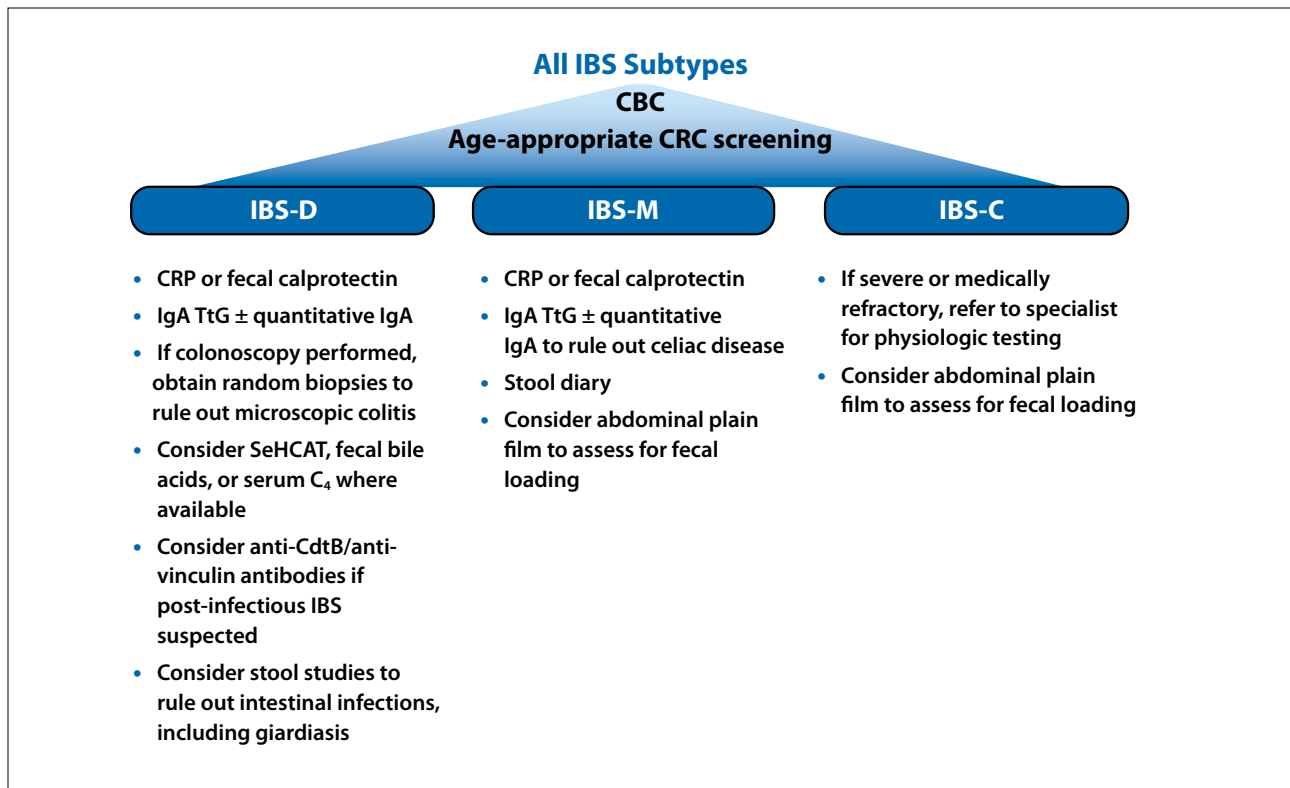 All IBS Subtypes
CBC
Age-appropriate CRC screening
IBS-D
• CRP or fecal calprotectin
• IgA TtG ± quantitative IgA
• If colonoscopy performed,
obtain random biopsies to
rule out microscopic colitis
• Consider SeHCAT, fecal bile
acids, or serum C₄ where
available
• Consider anti-CdtB/anti-
vinculin antibodies if
post-infectious IBS
suspected
• Consider stool studies to
rule out intestinal infections,
including giardiasis
IBS-M
• CRP or fecal calprotectin
• IgA TtG ± quantitative
IgA to rule out celiac disease
• Stool diary
• Consider abdominal plain
film to assess for fecal
loading
IBS-C
• If severe or medically
refractory, refer to specialist
for physiologic testing
• Consider abdominal plain
film to assess for fecal loading